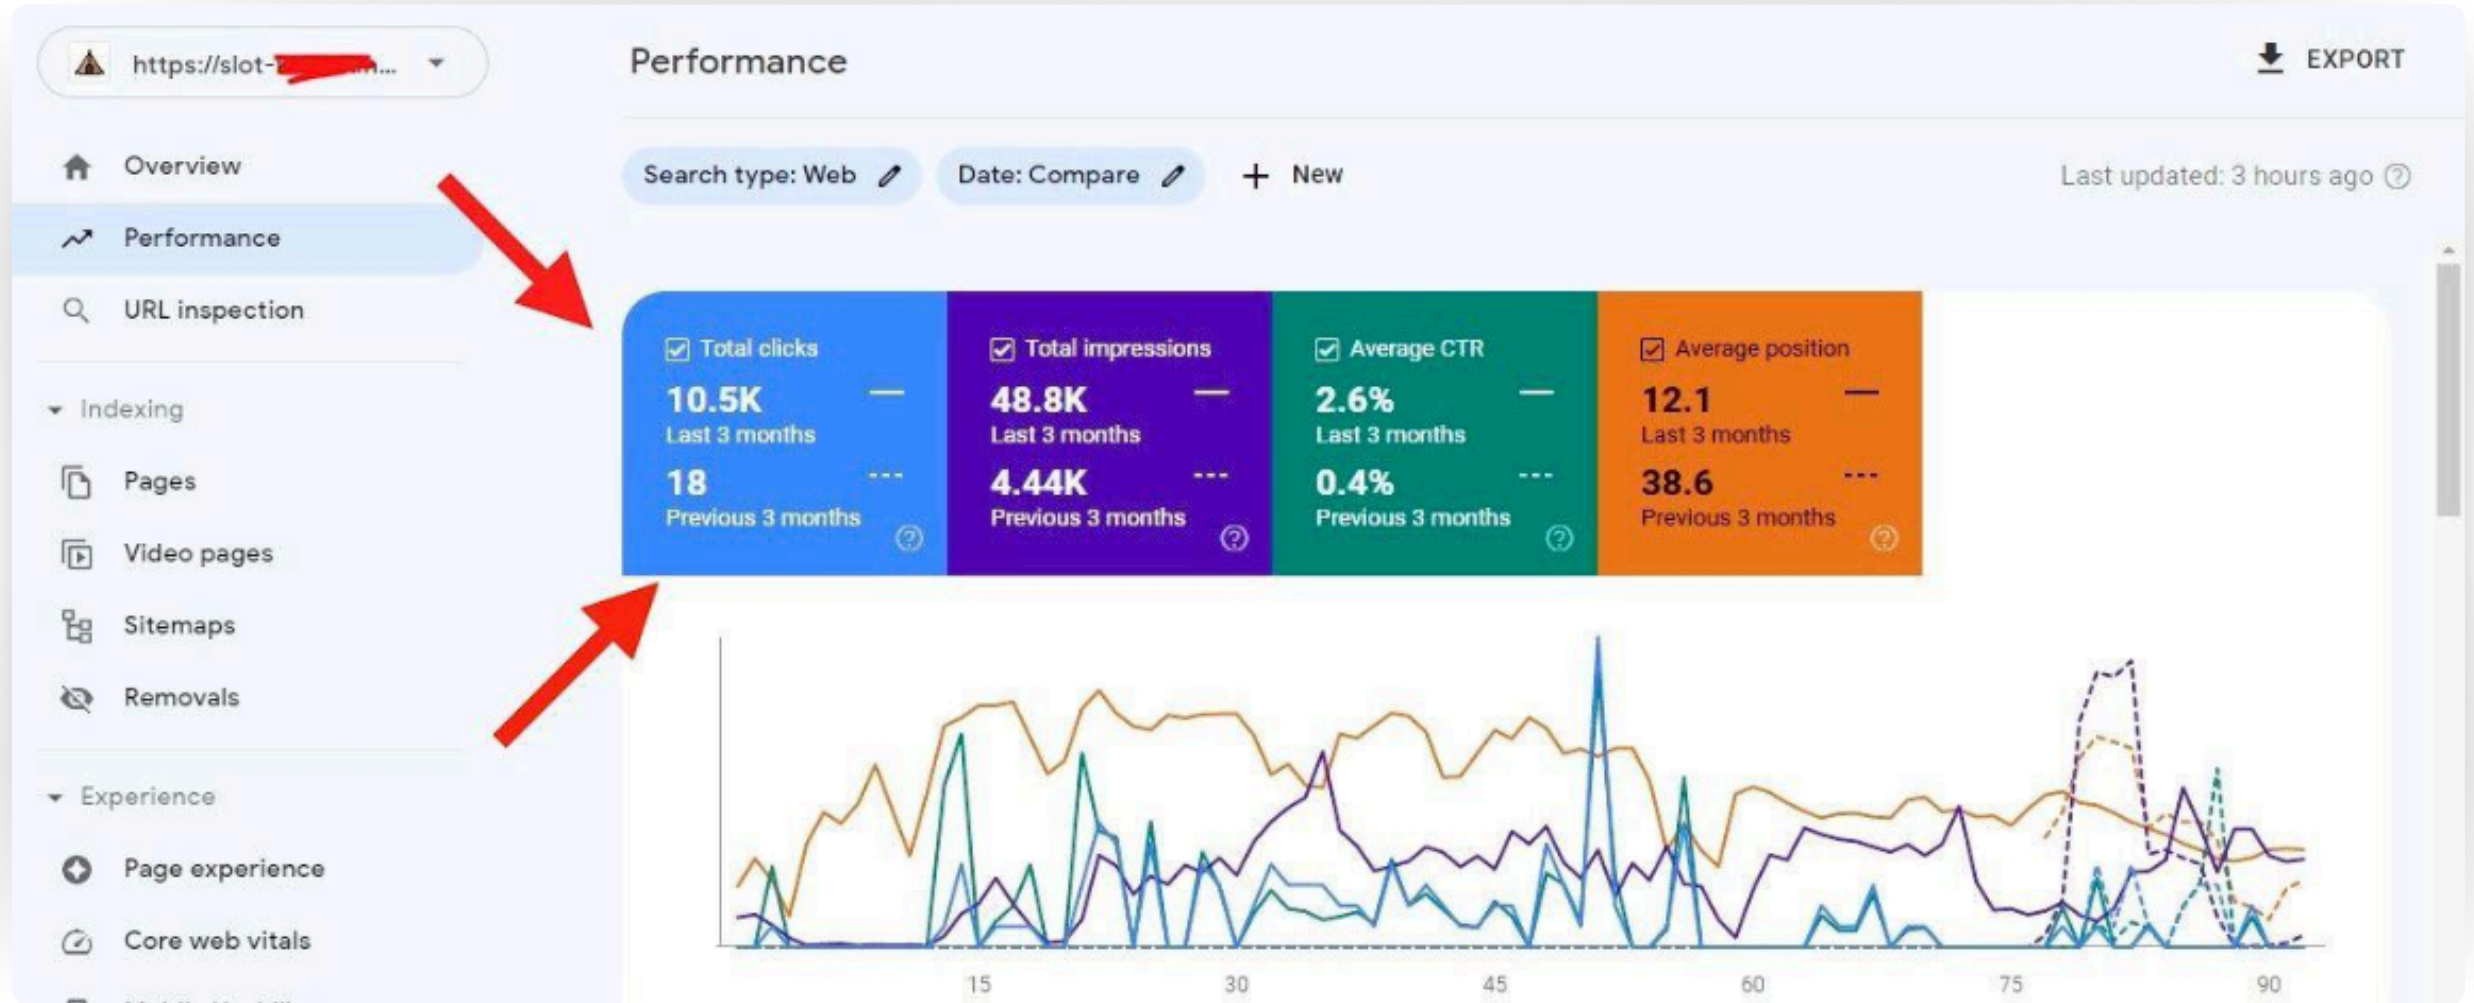 https://slot-
Performance
EXPORT
Overview
Performance
URL inspection
Indexing
Pages
Video pages
Sitemaps
Removals
Experience
Page experience
Core web vitals
Search type: Web
Date: Compare
+ New
Last updated: 3 hours ago
Total clicks
10.5K
Last 3 months
18
Previous 3 months
Total impressions
48.8K
Last 3 months
4.44K
Previous 3 months
Average CTR
2.6%
Last 3 months
0.4%
Previous 3 months
Average position
12.1
Last 3 months
38.6
Previous 3 months
15 30 45 60 75 90